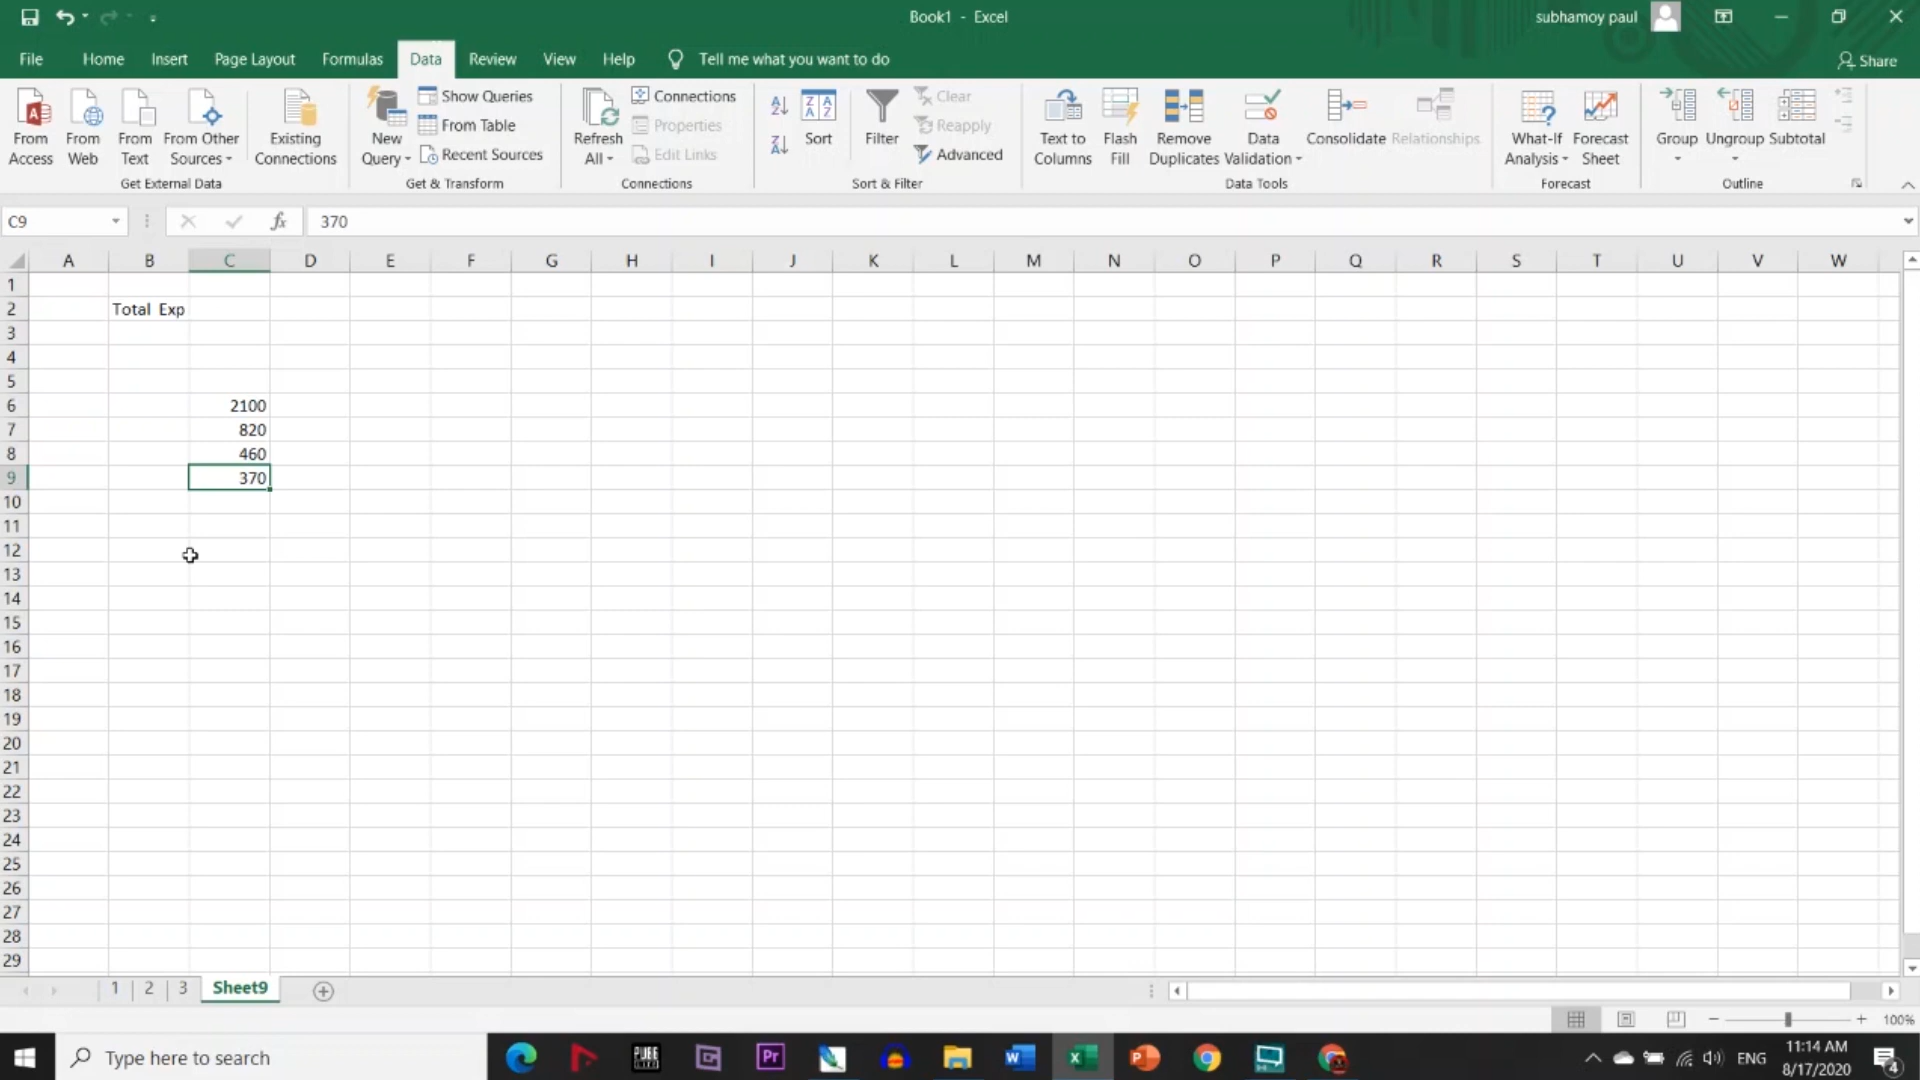 Book1 - Excel
subhamoy paul
File Home Insert Page Layout Formulas Data Review View Help Tell me what you want to do Share
From Access
From Web
From Text
From Other Sources
Existing Connections
Get External Data
New Query
Show Queries
From Table
Recent Sources
Get & Transform
Refresh All
Connections
Properties
Edit Links
Connections
Sort
Filter
Clear
Reapply
Advanced
Sort & Filter
Text to Columns
Flash Fill
Remove Duplicates
Data Validation
Consolidate
Relationships
Data Tools
What-If Analysis
Forecast Sheet
Forecast
Group
Ungroup
Subtotal
Outline
C9 fx 370
A B C D E F G H I J K L M N O P Q R S T U V W
1
2 Total Exp
3
4
5
6 2100
7 820
8 460
9 370
10
11
12
13
14
15
16
17
18
19
20
21
22
23
24
25
26
27
28
29
1 2 3 Sheet9
100%
Type here to search
Pr
ENG
11:14 AM
8/17/2020
4